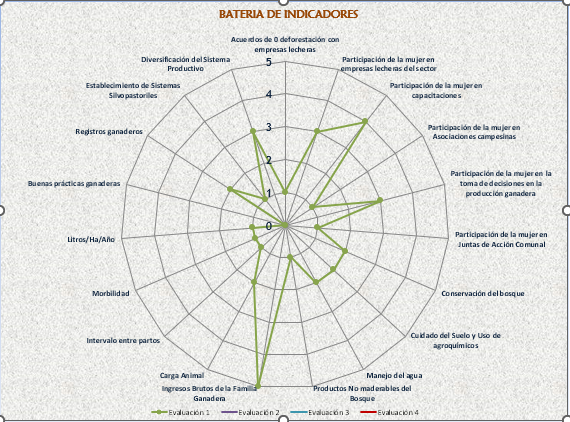 BATERIA DE INDICADORES
Acuerdos de 0 deforestación con
empresas lecheras
Participación de la mujer en
empresas lecheras del sector
Participación de la mujer en
capacitaciones
Participación de la mujer en
Asociaciones campesinas
Participación de la mujer en la
toma de decisiones en la
producción ganadera
Participación de la mujer en
Juntas de Acción Comunal
Conservación del bosque
Cuidado del Suelo y Uso de
agroquímicos
Manejo del agua
Productos No maderables del
Bosque
Ingresos Brutos de la Familia
Ganadera
Carga Animal
Intervalo entre partos
Morbilidad
Litros/Ha/Año
Buenas prácticas ganaderas
Registros ganaderos
Establecimiento de Sistemas
Silvopastoriles
Diversificación del Sistema
Productivo
5
4
3
2
1
0
Evaluación 1 Evaluación 2 Evaluación 3 Evaluación 4